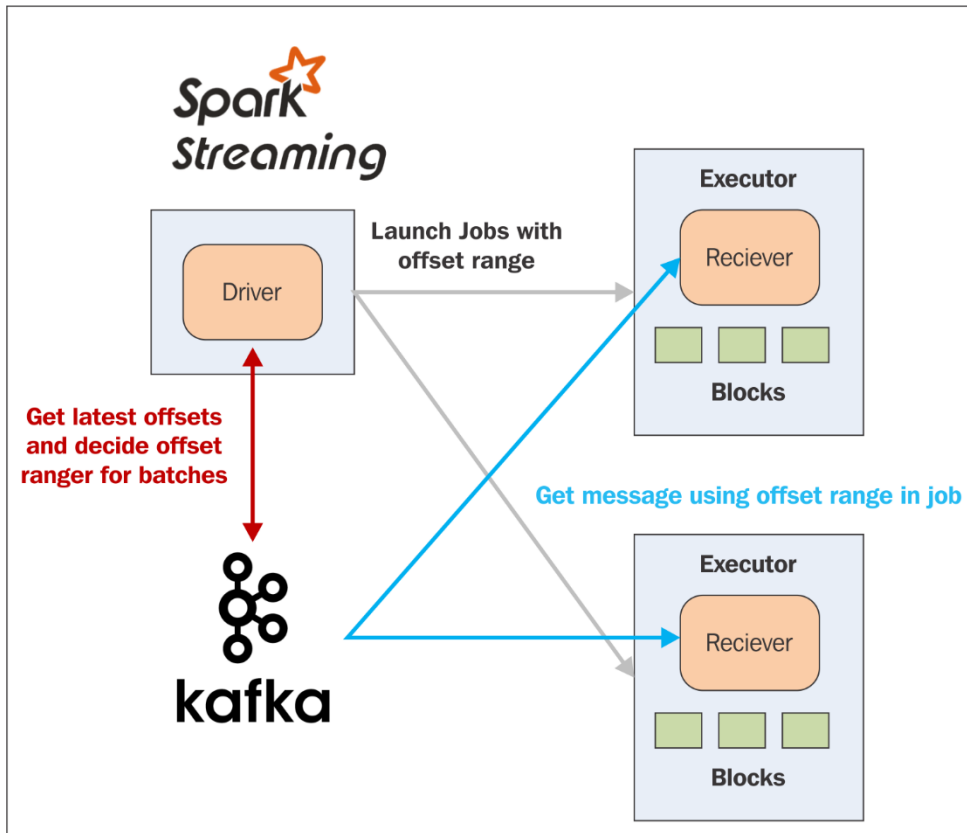 Spark
Streaming
Driver
Launch Jobs with
offset range
Executor
Reciever
Blocks
Get latest offsets
and decide offset
ranger for batches
Get message using offset range in job
kafka
Executor
Reciever
Blocks